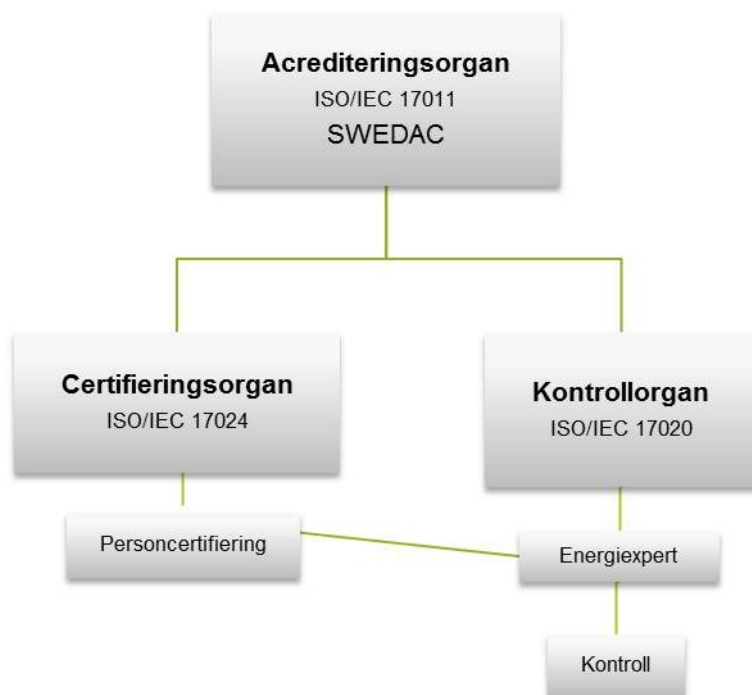 Acrediteringsorgan
ISO/IEC 17011
SWEDAC
Certifieringsorgan
ISO/IEC 17024
Kontrollorgan
ISO/IEC 17020
Personcertifiering
Energiexpert
Kontroll